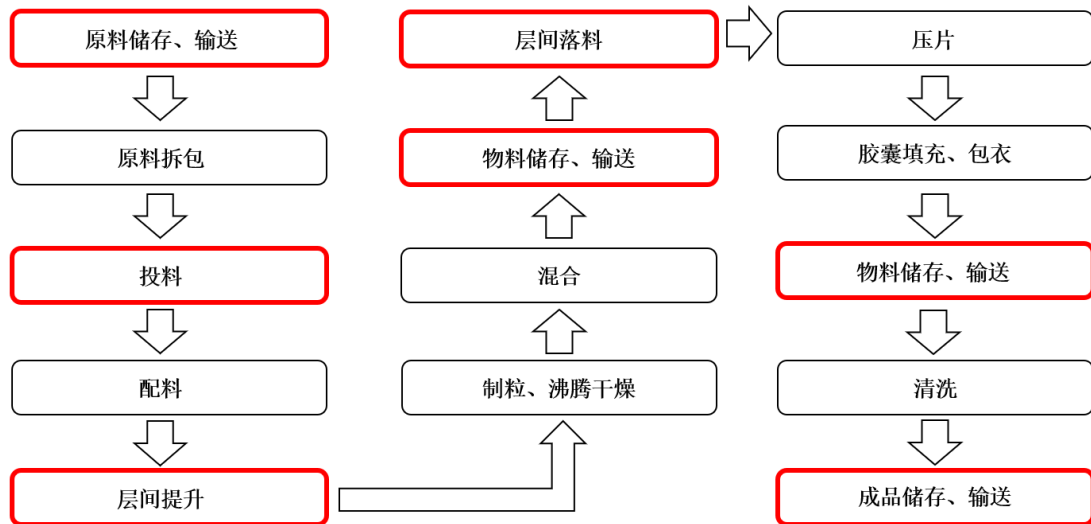 原料储存、输送
原料拆包
投料
配料
层间提升
制粒、沸腾干燥
混合
物料储存、输送
层间落料
压片
胶囊填充、包衣
物料储存、输送
清洗
成品储存、输送